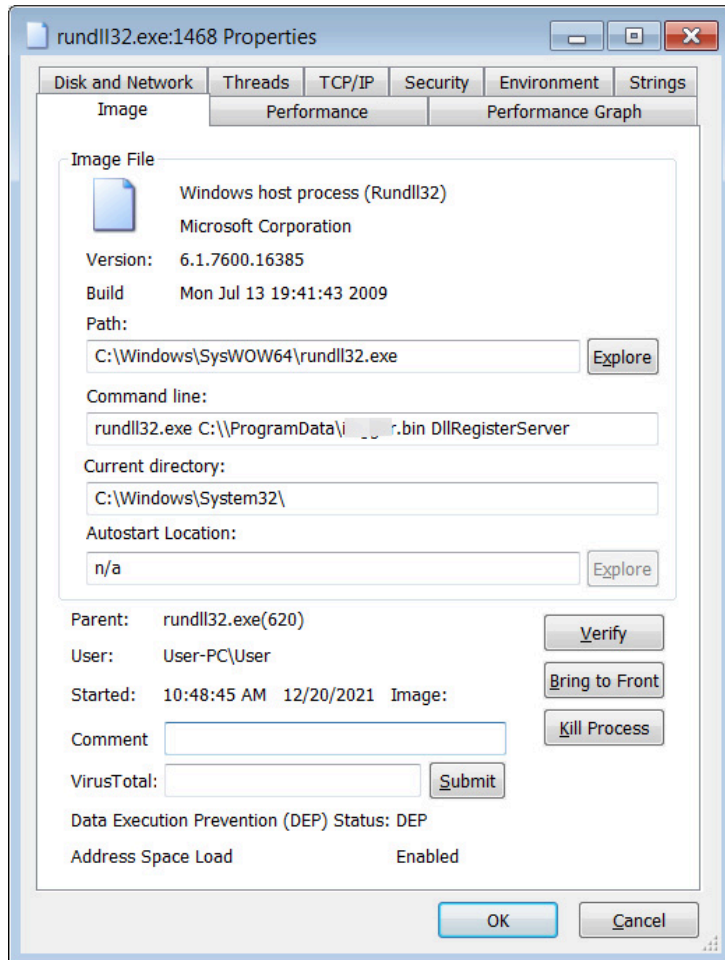 rundll32.exe:1468 Properties
Disk and Network Threads TCP/IP Security Environment Strings
Image Performance Performance Graph
Image File
Windows host process (Rundll32)
Microsoft Corporation
Version: 6.1.7600.16385
Build Mon Jul 13 19:41:43 2009
Path:
C:\Windows\SysWOW64\rundll32.exe Explore
Command line:
rundll32.exe DllRegisterServer
Current directory:
C:\Windows\System32\
Autostart Location:
n/a Explore
Parent: rundll32.exe(620)
Verify
User: User-PC\User
Bring to Front
Started: 10:48:45 AM 12/20/2021 Image:
Kill Process
Comment
VirusTotal: Submit
Data Execution Prevention (DEP) Status: DEP
Address Space Load Enabled
OK Cancel